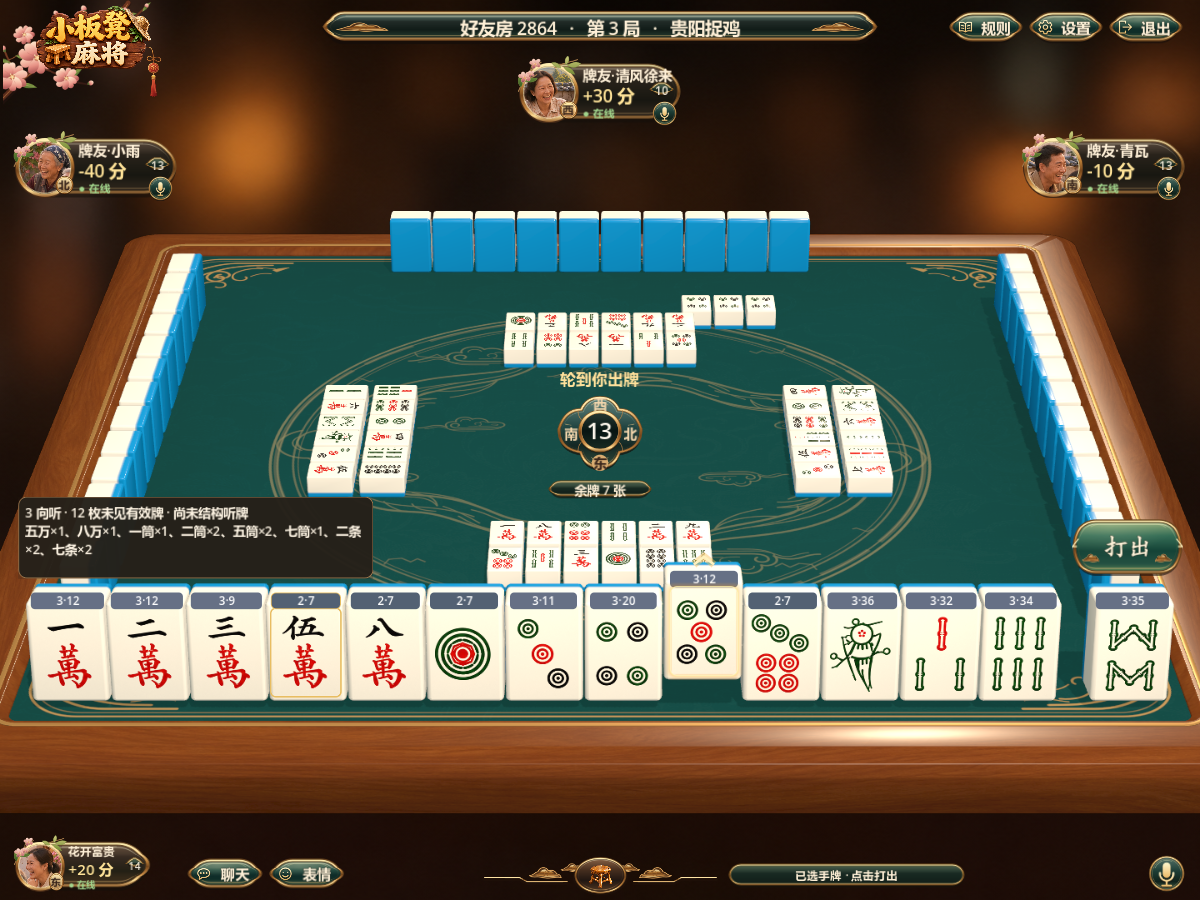 小板凳
麻将
好友房 2864 · 第 3 局 · 贵阳捉鸡
规则
设置
退出
牌友·清风徐来
+30 分
10
在线
西
牌友·小雨
-40 分
13
在线
北
牌友·青瓦
-10 分
13
在线
南
轮到你出牌
西
南 13 北
东
余牌 7 张
3 向听 · 12 枚未见有效牌 · 尚未结构听牌
五万×1、八万×1、一筒×1、二筒×2、五筒×2、七筒×1、二条
×2、七条×2
打出
3·12
3·12
3·9
2·7
2·7
2·7
3·11
3·20
3·12
2·7
3·36
3·32
3·34
3·35
一萬
二萬
三萬
伍萬
八萬
花开富贵
+20 分
14
在线
东
聊天
表情
已选手牌 · 点击打出